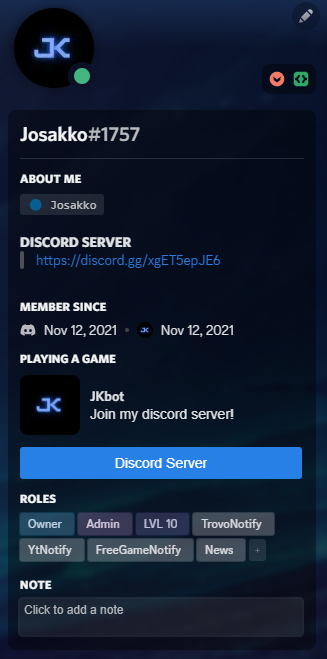 JK
Josakko#1757
ABOUT ME
Josakko
DISCORD SERVER
https://discord.gg/xgET5epJE6
MEMBER SINCE
Nov 12, 2021 • JK Nov 12, 2021
PLAYING A GAME
JK
JKbot
Join my discord server!
Discord Server
ROLES
Owner Admin LVL 10 TrovoNotify
YtNotify FreeGameNotify News +
NOTE
Click to add a note